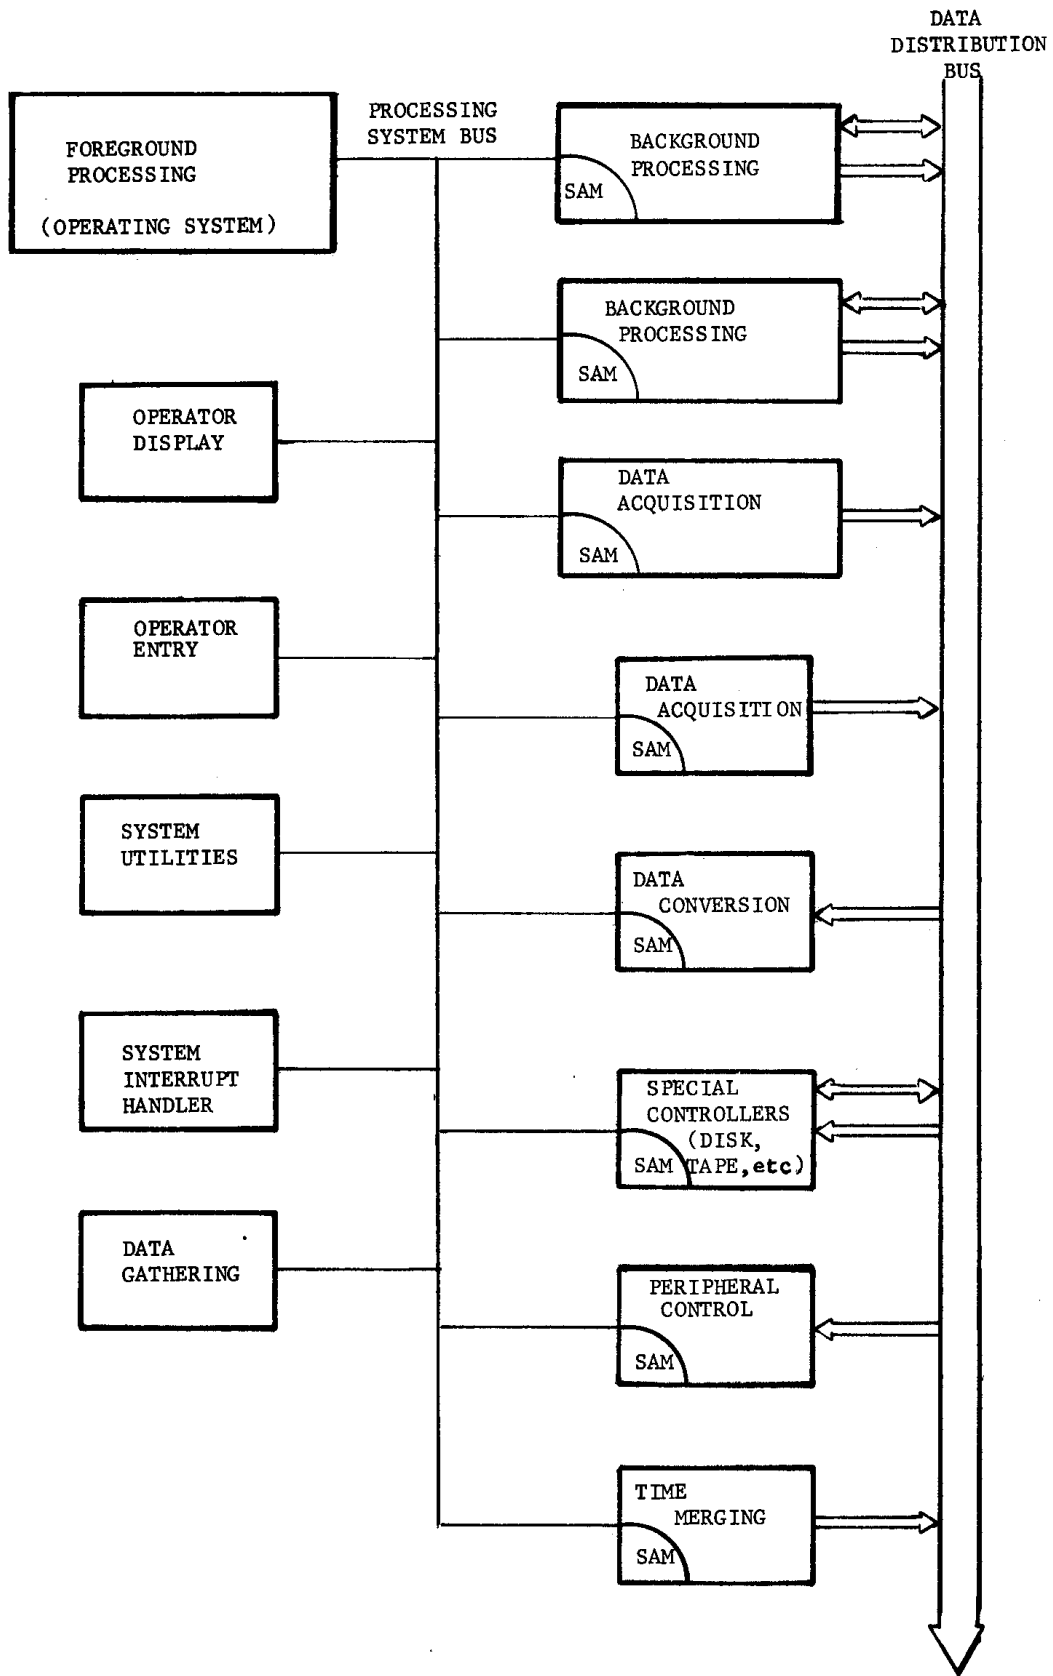 DATA
DISTRIBUTION
BUS
PROCESSING
SYSTEM BUS
FOREGROUND
PROCESSING
(OPERATING SYSTEM)
BACKGROUND
PROCESSING
SAM
BACKGROUND
PROCESSING
SAM
OPERATOR
DISPLAY
DATA
ACQUISITION
SAM
OPERATOR
ENTRY
DATA
ACQUISITION
SAM
SYSTEM
UTILITIES
DATA
CONVERSION
SAM
SYSTEM
INTERRUPT
HANDLER
SPECIAL
CONTROLLERS
(DISK,
TAPE,etc)
SAM
DATA
GATHERING
PERIPHERAL
CONTROL
SAM
TIME
MERGING
SAM